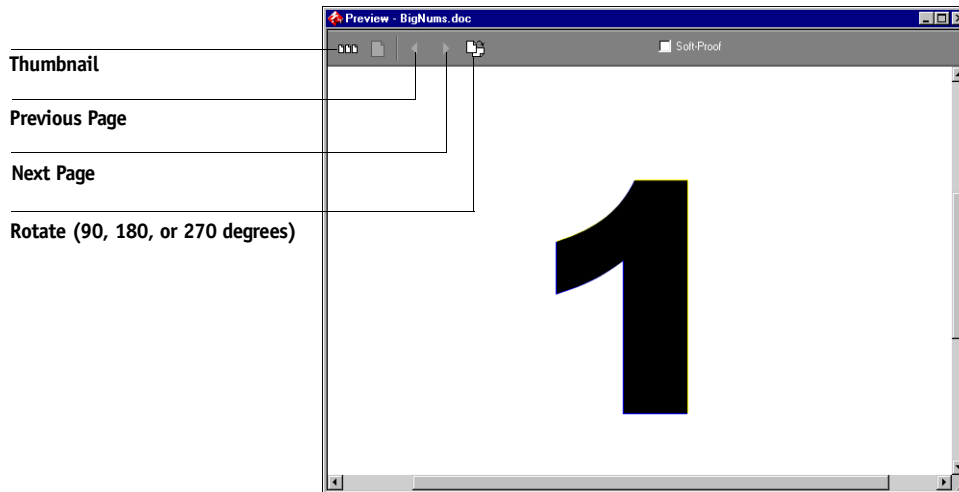 Preview - BigNums.doc
Soft-Proof
Thumbnail
Previous Page
Next Page
Rotate (90, 180, or 270 degrees)
1